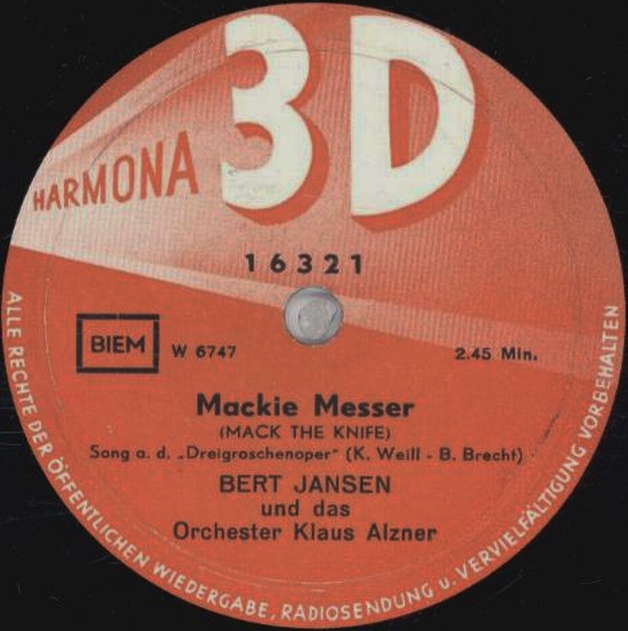 3D
HARMONA
16321
BIEM
W 6747
2.45 Min.
Mackie Messer
(MACK THE KNIFE)
Song a. d. „Dreigroschenoper" (K. Weill - B. Brecht)
BERT JANSEN
und das
Orchester Klaus Alzner
ALLE RECHTE DER ÖFFENTLICHEN WIEDERGABE, RADIOSENDUNG u. VERVIELFÄLTIGUNG VORBEHALTEN